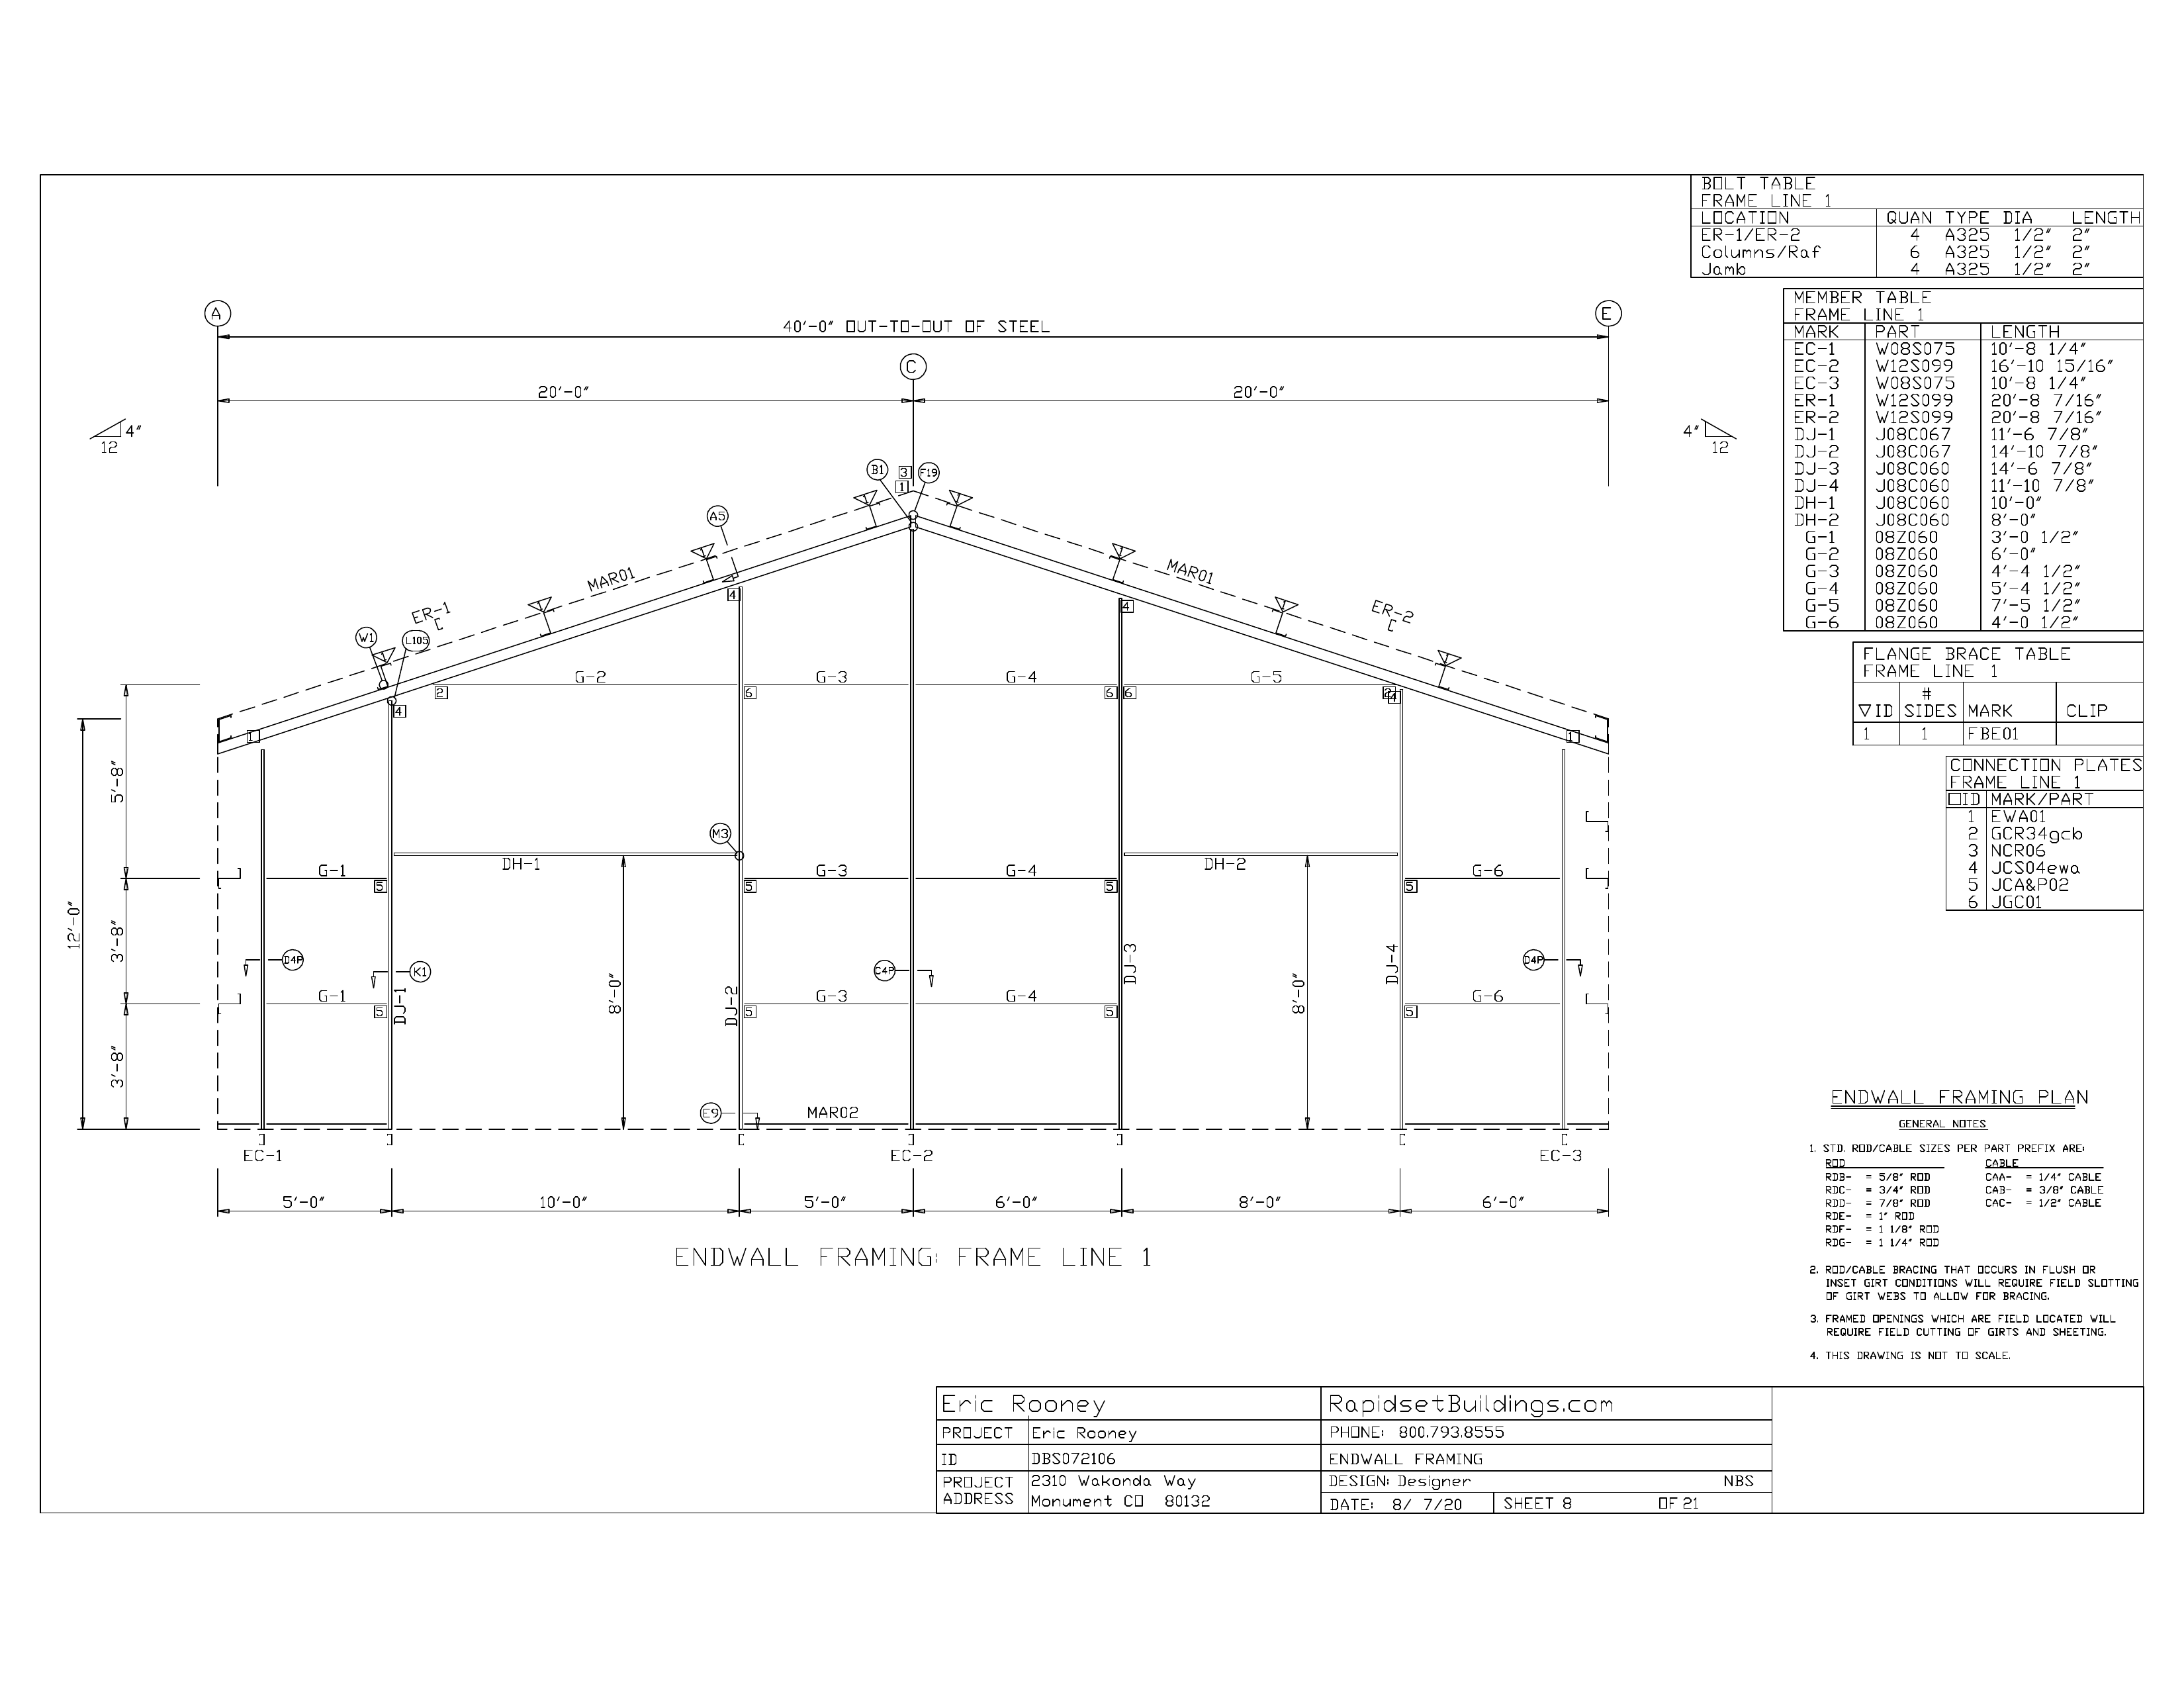 BOLT TABLE
FRAME LINE 1
LOCATION QUAN TYPE DIA LENGTH
ER-1/ER-2 4 A325 1/2" 2"
Columns/Raf 6 A325 1/2" 2"
Jamb 4 A325 1/2" 2"
MEMBER TABLE
FRAME LINE 1
MARK PART LENGTH
EC-1 W08S075 10'-8 1/4"
EC-2 W12S099 16'-10 15/16"
EC-3 W08S075 10'-8 1/4"
ER-1 W12S099 20'-8 7/16"
ER-2 W12S099 20'-8 7/16"
DJ-1 J08C067 11'-6 7/8"
DJ-2 J08C067 14'-10 7/8"
DJ-3 J08C060 14'-6 7/8"
DJ-4 J08C060 11'-10 7/8"
DH-1 J08C060 10'-0"
DH-2 J08C060 8'-0"
G-1 08Z060 3'-0 1/2"
G-2 08Z060 6'-0"
G-3 08Z060 4'-4 1/2"
G-4 08Z060 5'-4 1/2"
G-5 08Z060 7'-5 1/2"
G-6 08Z060 4'-0 1/2"
FLANGE BRACE TABLE
FRAME LINE 1
▽ID # SIDES MARK CLIP
1 1 FBE01
CONNECTION PLATES
FRAME LINE 1
□ID MARK/PART
1 EWA01
2 GCR34gcb
3 NCR06
4 JCS04ewa
5 JCA&P02
6 JGC01
A E
40'-0" OUT-TO-OUT OF STEEL
C
20'-0" 20'-0"
4" 12
4" 12
B1 3 F19
1
A5
MAR01 MAR01
4 4
ER-1 ER-2
W1 L105
G-2 G-3 G-4 G-5
2 6 6 6 2 4
4
1 1
5'-8"
M3
DH-1 DH-2
G-1 G-3 G-4 G-6
5 5 5 5
12'-0"
3'-8"
D4P K1 C4P D4P
DJ-1 DJ-2 DJ-3 DJ-4
8'-0" 8'-0"
G-1 G-3 G-4 G-6
5 5 5 5
3'-8"
E9 MAR02
EC-1 EC-2 EC-3
5'-0" 10'-0" 5'-0" 6'-0" 8'-0" 6'-0"
ENDWALL FRAMING: FRAME LINE 1
ENDWALL FRAMING PLAN
GENERAL NOTES
1. STD. ROD/CABLE SIZES PER PART PREFIX ARE:
ROD CABLE
RDB- = 5/8" ROD CAA- = 1/4" CABLE
RDC- = 3/4" ROD CAB- = 3/8" CABLE
RDD- = 7/8" ROD CAC- = 1/2" CABLE
RDE- = 1" ROD
RDF- = 1 1/8" ROD
RDG- = 1 1/4" ROD
2. ROD/CABLE BRACING THAT OCCURS IN FLUSH OR
INSET GIRT CONDITIONS WILL REQUIRE FIELD SLOTTING
OF GIRT WEBS TO ALLOW FOR BRACING.
3. FRAMED OPENINGS WHICH ARE FIELD LOCATED WILL
REQUIRE FIELD CUTTING OF GIRTS AND SHEETING.
4. THIS DRAWING IS NOT TO SCALE.
Eric Rooney
PROJECT Eric Rooney
ID DBS072106
PROJECT ADDRESS 2310 Wakonda Way
Monument CO 80132
RapidsetBuildings.com
PHONE: 800.793.8555
ENDWALL FRAMING
DESIGN: Designer NBS
DATE: 8/ 7/20 SHEET 8 OF 21